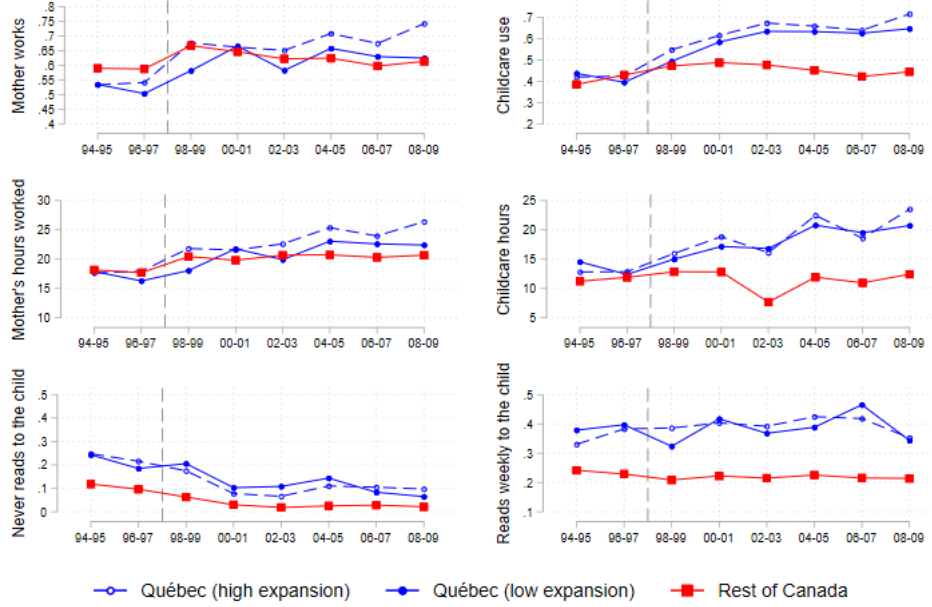 Mother works
.8
.75
.7
.65
.6
.55
.5
.45
.4
94-95 96-97 98-99 00-01 02-03 04-05 06-07 08-09
Childcare use
.7
.6
.5
.4
.3
.2
94-95 96-97 98-99 00-01 02-03 04-05 06-07 08-09
Mother's hours worked
30
25
20
15
10
94-95 96-97 98-99 00-01 02-03 04-05 06-07 08-09
Childcare hours
25
20
15
10
5
94-95 96-97 98-99 00-01 02-03 04-05 06-07 08-09
Never reads to the child
.5
.4
.3
.2
.1
0
94-95 96-97 98-99 00-01 02-03 04-05 06-07 08-09
Reads weekly to the child
.5
.4
.3
.2
.1
94-95 96-97 98-99 00-01 02-03 04-05 06-07 08-09
Québec (high expansion) Québec (low expansion) Rest of Canada